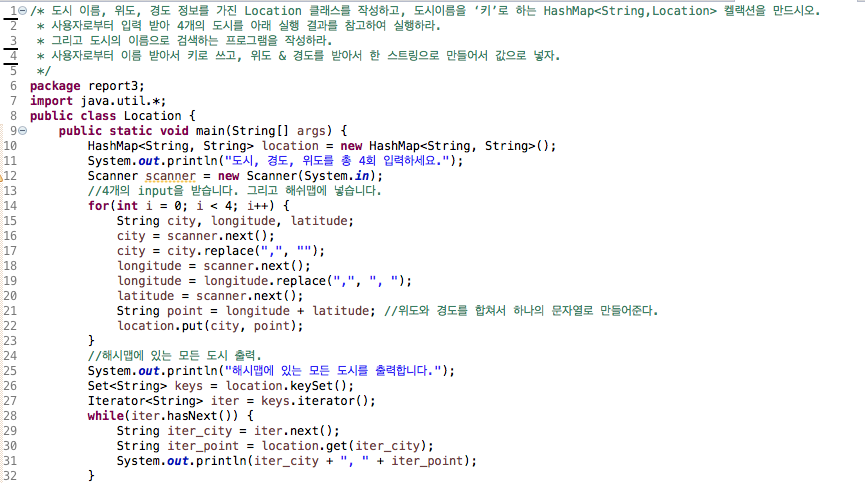 1 /* 도시 이름, 위도, 경도 정보를 가진 Location 클래스를 작성하고, 도시이름을 ‘키’로 하는 HashMap<String,Location> 켈랙션을 만드시오.
2  * 사용자로부터 입력 받아 4개의 도시를 아래 실행 결과를 참고하여 실행하라.
3  * 그리고 도시의 이름으로 검색하는 프로그램을 작성하라.
4  * 사용자로부터 이름 받아서 키로 쓰고, 위도 & 경도를 받아서 한 스트링으로 만들어서 값으로 넣자.
5  */
6 package report3;
7 import java.util.*;
8 public class Location {
9     public static void main(String[] args) {
10         HashMap<String, String> location = new HashMap<String, String>();
11         System.out.println("도시, 경도, 위도를 총 4회 입력하세요.");
12         Scanner scanner = new Scanner(System.in);
13         //4개의 input을 받습니다. 그리고 해쉬맵에 넣습니다.
14         for(int i = 0; i < 4; i++) {
15             String city, longitude, latitude;
16             city = scanner.next();
17             city = city.replace(",", "");
18             longitude = scanner.next();
19             longitude = longitude.replace(",", ", ");
20             latitude = scanner.next();
21             String point = longitude + latitude; //위도와 경도를 합쳐서 하나의 문자열로 만들어준다.
22             location.put(city, point);
23         }
24         //해시맵에 있는 모든 도시 출력.
25         System.out.println("해시맵에 있는 모든 도시를 출력합니다.");
26         Set<String> keys = location.keySet();
27         Iterator<String> iter = keys.iterator();
28         while(iter.hasNext()) {
29             String iter_city = iter.next();
30             String iter_point = location.get(iter_city);
31             System.out.println(iter_city + ", " + iter_point);
32         }